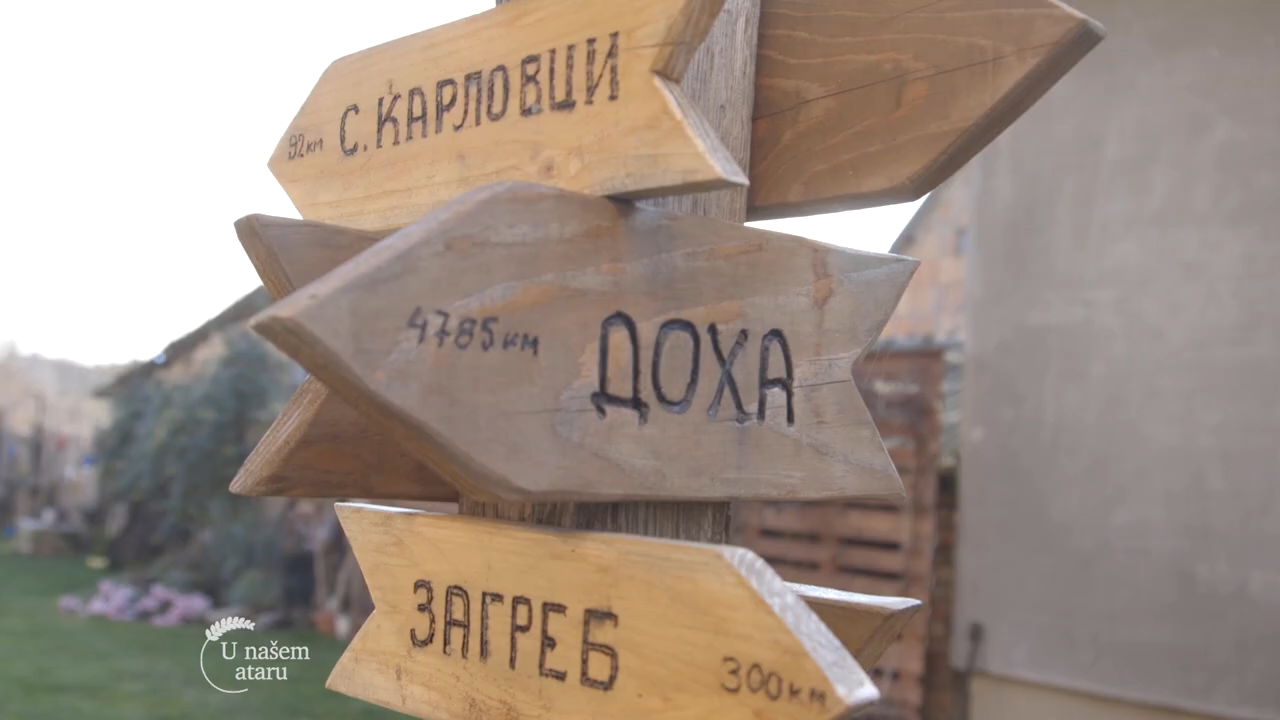 92км С. КАРЛОВЦИ
4785км ДОХА
ЗАГРЕБ 300км
U našem
ataru